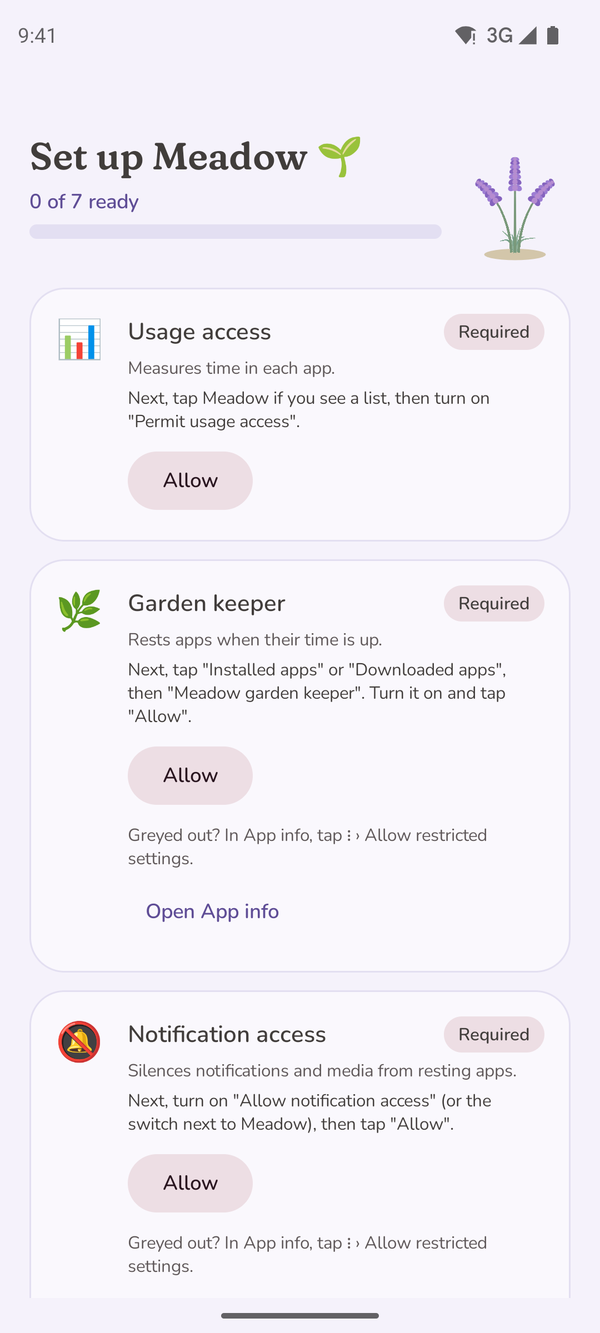 9:41
3G
Set up Meadow 🌱
0 of 7 ready
Usage access
Required
Measures time in each app.
Next, tap Meadow if you see a list, then turn on
"Permit usage access".
Allow
Garden keeper
Required
Rests apps when their time is up.
Next, tap "Installed apps" or "Downloaded apps",
then "Meadow garden keeper". Turn it on and tap
"Allow".
Allow
Greyed out? In App info, tap ⋮ › Allow restricted
settings.
Open App info
Notification access
Required
Silences notifications and media from resting apps.
Next, turn on "Allow notification access" (or the
switch next to Meadow), then tap "Allow".
Allow
Greyed out? In App info, tap ⋮ › Allow restricted
settings.